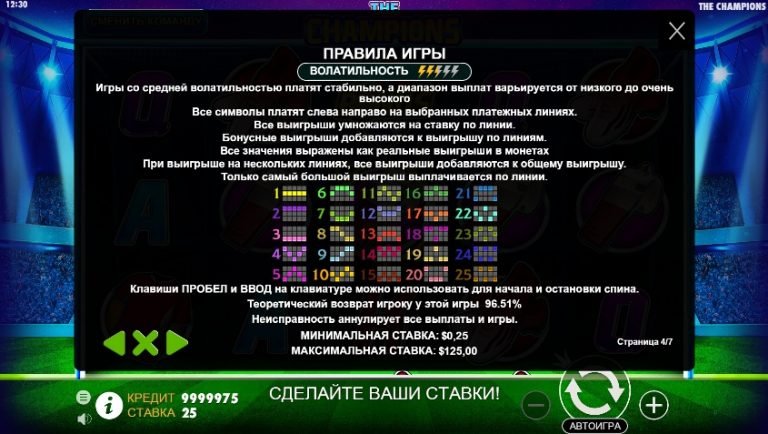 12:30
THE
THE CHAMPIONS
СМЕНИТЬ КОМАНДУ
CHAMPIONS
ПРАВИЛА ИГРЫ
ВОЛАТИЛЬНОСТЬ
Игры со средней волатильностью платят стабильно, а диапазон выплат варьируется от низкого до очень
высокого
Все символы платят слева направо на выбранных платежных линиях.
Все выигрыши умножаются на ставку по линии.
Бонусные выигрыши добавляются к выигрышу по линиям.
Все значения выражены как реальные выигрыши в монетах
При выигрыше на нескольких линиях, все выигрыши добавляются к общему выигрышу.
Только самый большой выигрыш выплачивается по линии.
1 6 11 16 21
2 7 12 17 22
3 8 13 18 23
4 9 14 19 24
5 10 15 20 25
Клавиши ПРОБЕЛ и ВВОД на клавиатуре можно использовать для начала и остановки спина.
Теоретический возврат игроку у этой игры 96.51%
Неисправность аннулирует все выплаты и игры.
МИНИМАЛЬНАЯ СТАВКА: $0,25
МАКСИМАЛЬНАЯ СТАВКА: $125,00
Страница 4/7
КРЕДИТ 9999975
СТАВКА 25
СДЕЛАЙТЕ ВАШИ СТАВКИ!
АВТОИГРА